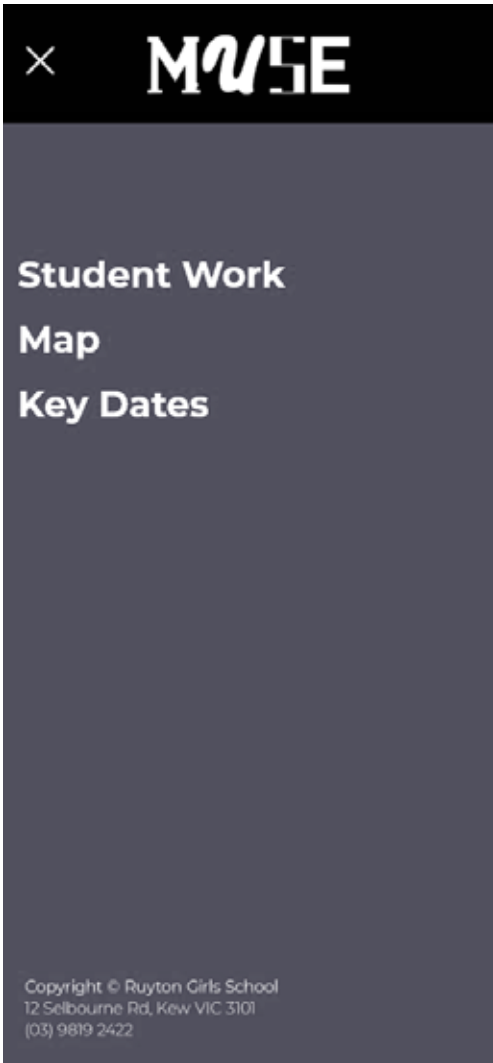 MUSE
Student Work
Map
Key Dates
Copyright © Ruyton Girls School
12 Selbourne Rd, Kew VIC 3101
(03) 9819 2422